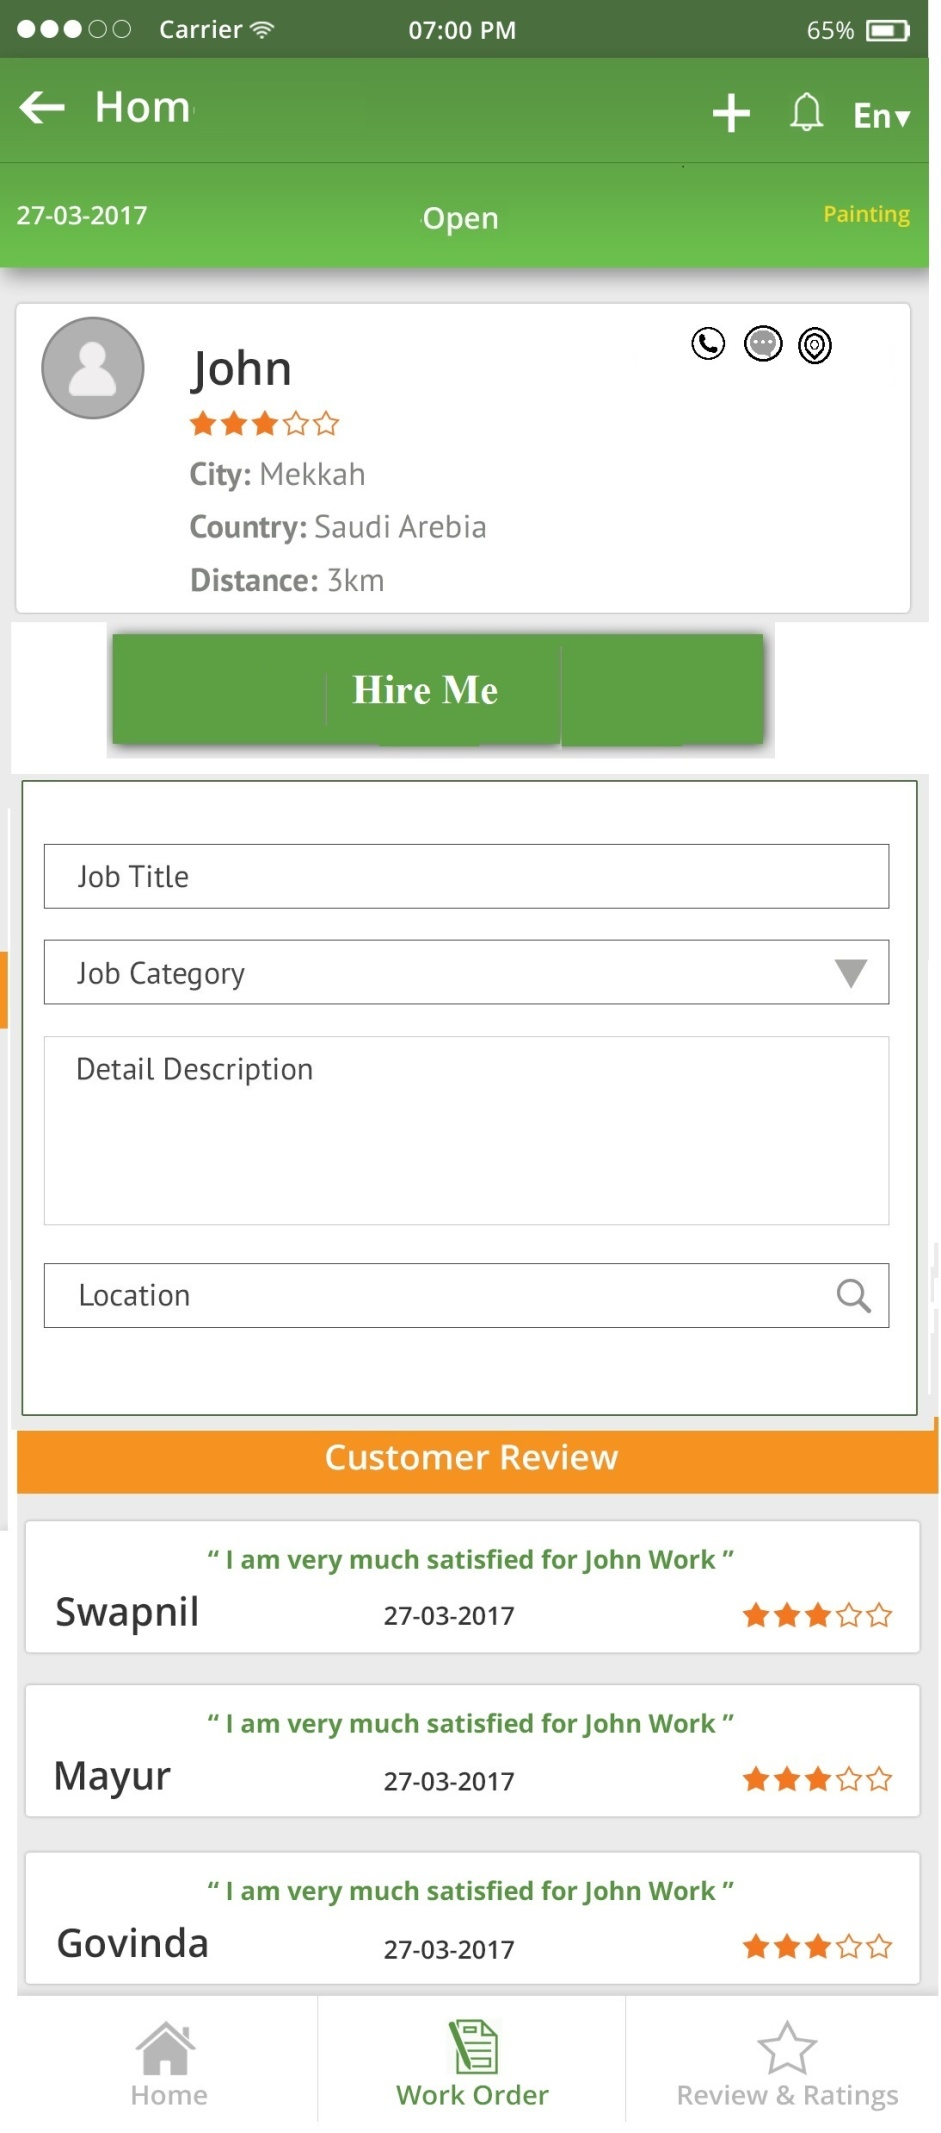 Carrier 07:00 PM 65%
Hom En
27-03-2017 Open Painting
John
City: Mekkah
Country: Saudi Arebia
Distance: 3km
Hire Me
Job Title
Job Category
Detail Description
Location
Customer Review
“ I am very much satisfied for John Work ”
Swapnil 27-03-2017
“ I am very much satisfied for John Work ”
Mayur 27-03-2017
“ I am very much satisfied for John Work ”
Govinda 27-03-2017
Home Work Order Review & Ratings